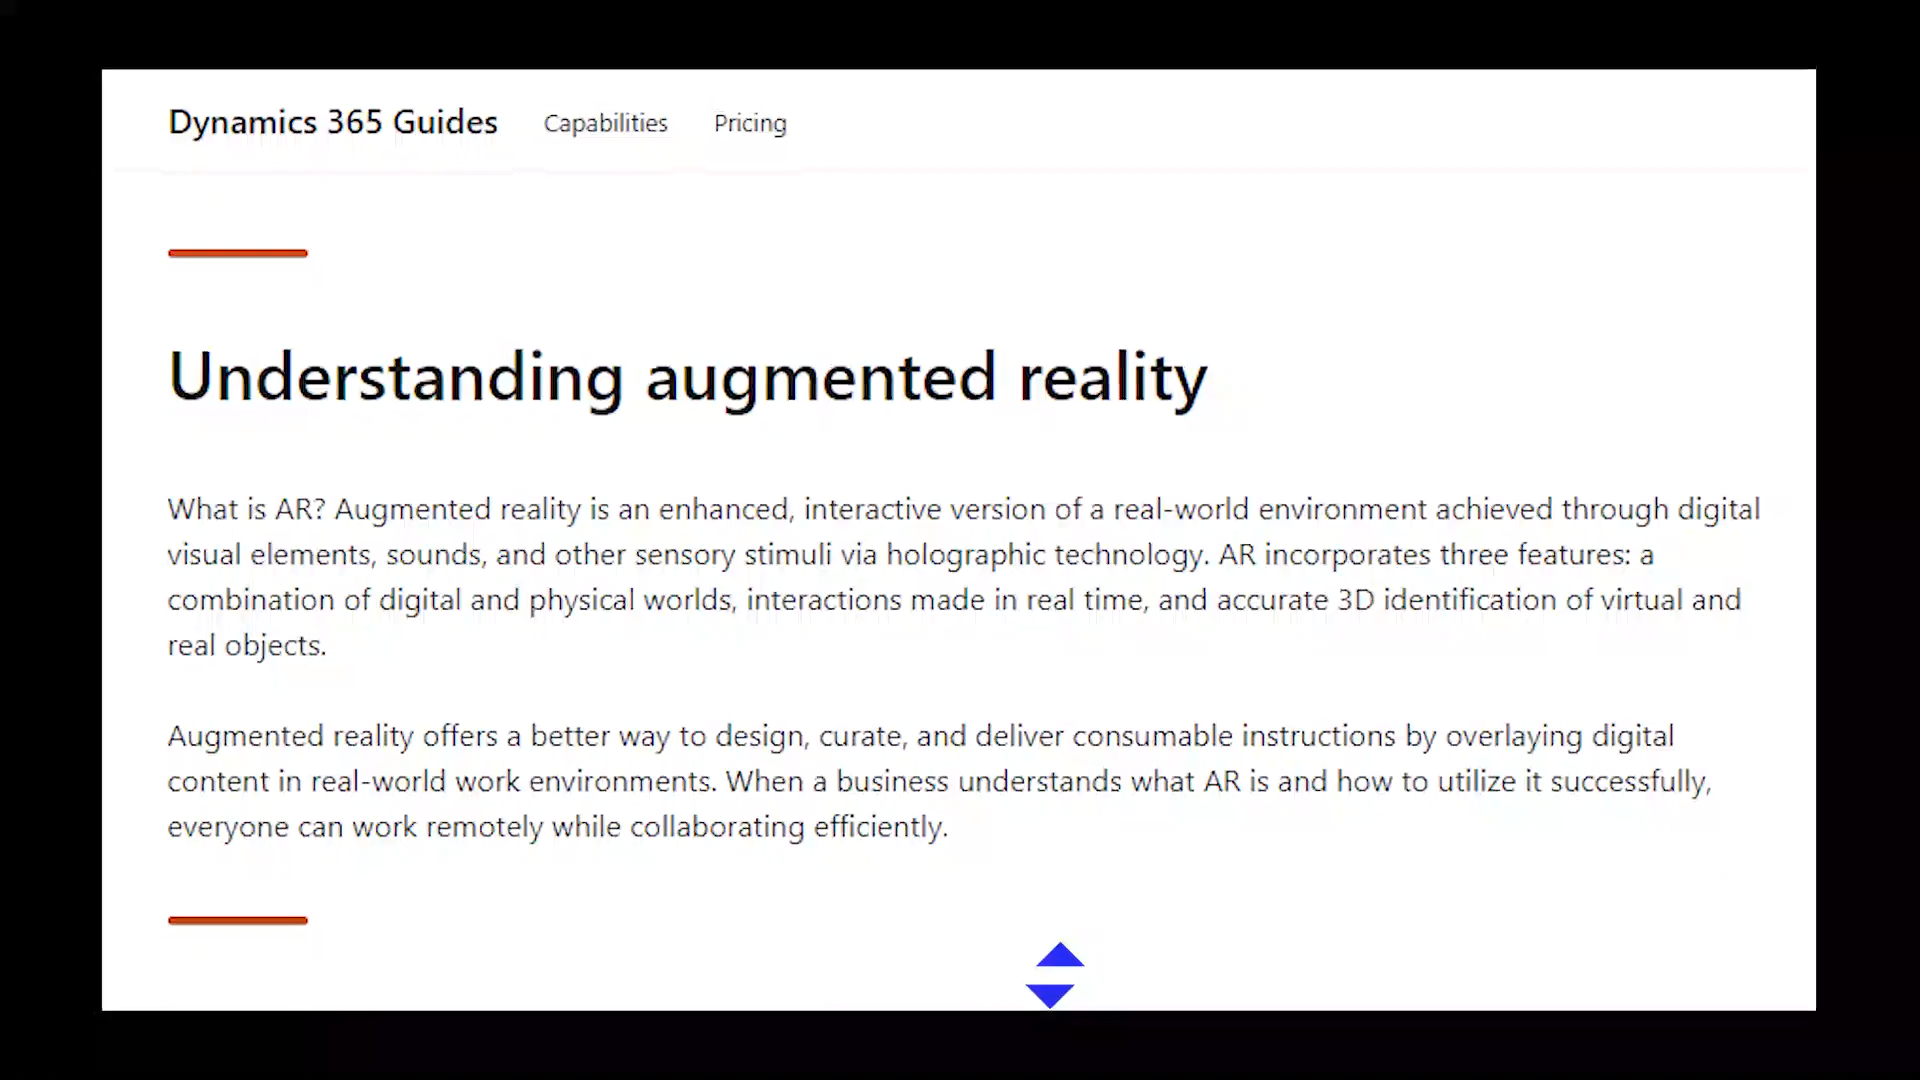 Dynamics 365 Guides Capabilities Pricing
Understanding augmented reality
What is AR? Augmented reality is an enhanced, interactive version of a real-world environment achieved through digital
visual elements, sounds, and other sensory stimuli via holographic technology. AR incorporates three features: a
combination of digital and physical worlds, interactions made in real time, and accurate 3D identification of virtual and
real objects.
Augmented reality offers a better way to design, curate, and deliver consumable instructions by overlaying digital
content in real-world work environments. When a business understands what AR is and how to utilize it successfully,
everyone can work remotely while collaborating efficiently.